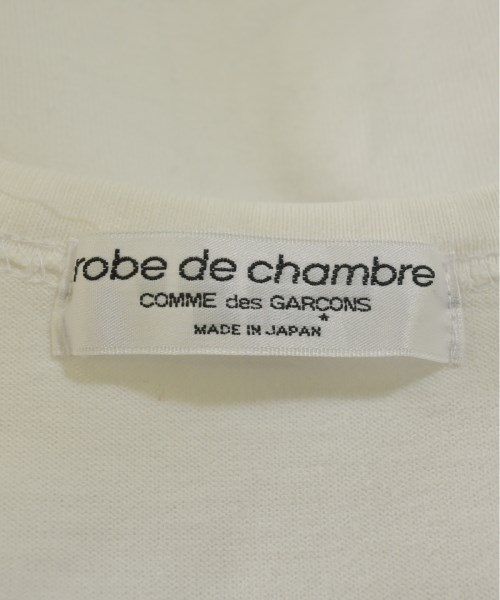 robe de chambre
COMME des GARÇONS
MADE IN JAPAN